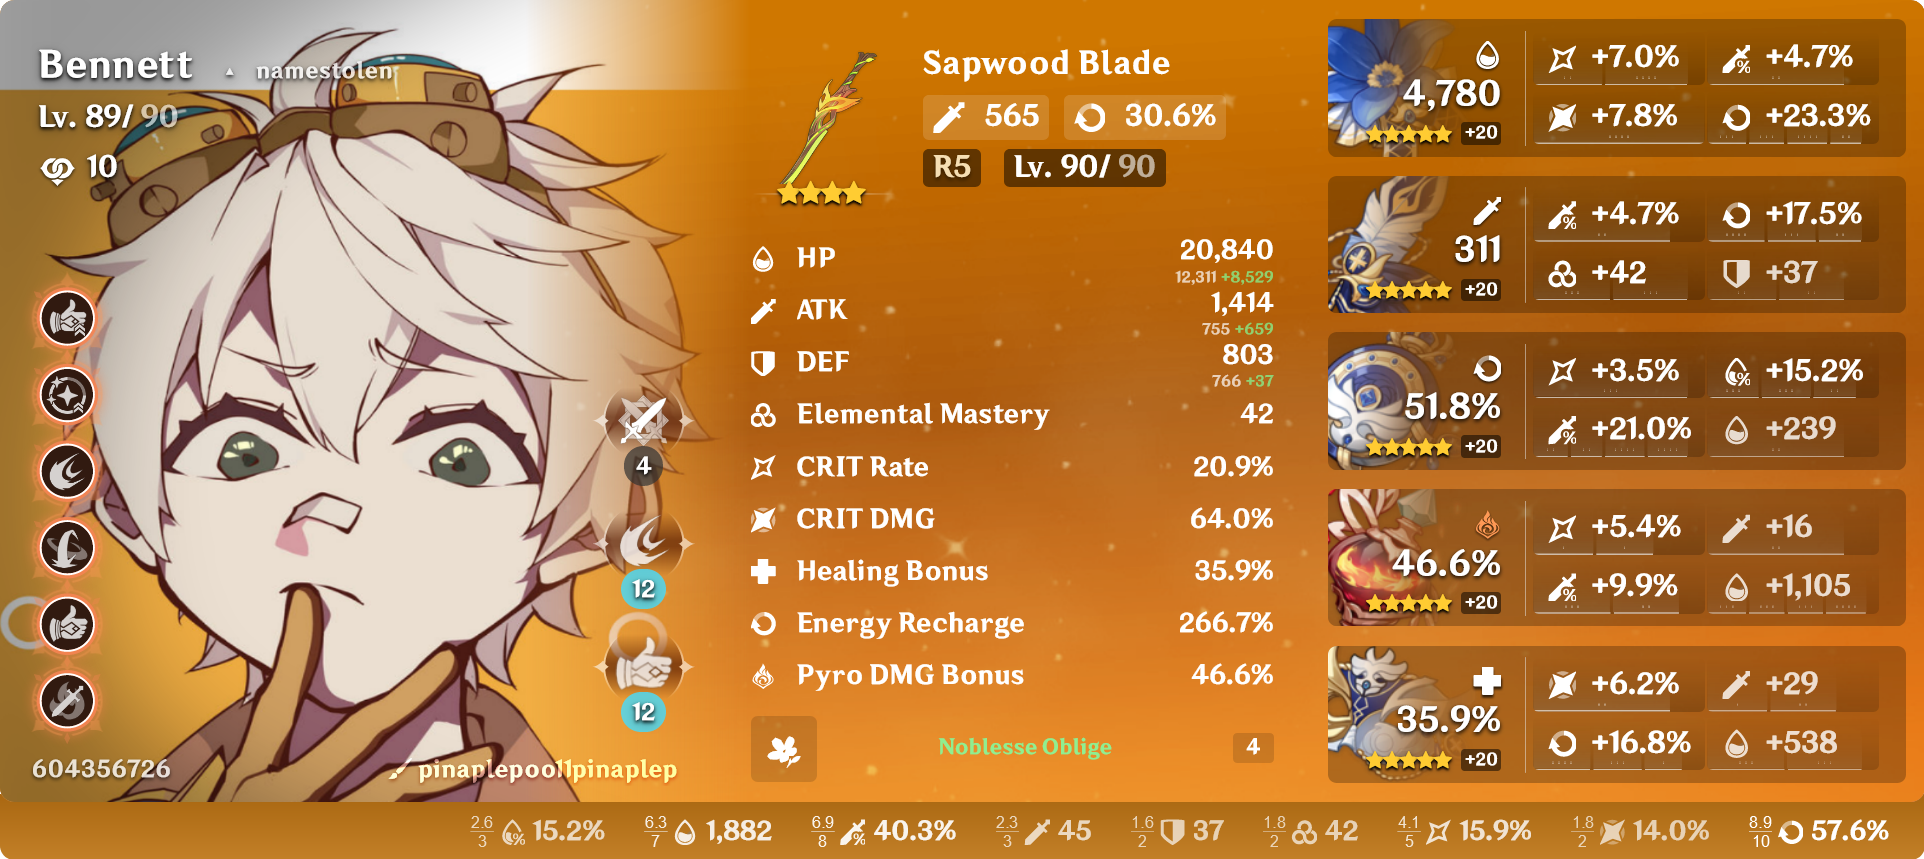 Bennett ▲ namestolen
Lv. 89/ 90
10
4
12
12
604356726
pinaplepoollpinaplep
Sapwood Blade
565 30.6%
R5 Lv. 90/ 90
HP 20,840
12,311 +8,529
ATK 1,414
755 +659
DEF 803
766 +37
Elemental Mastery 42
CRIT Rate 20.9%
CRIT DMG 64.0%
Healing Bonus 35.9%
Energy Recharge 266.7%
Pyro DMG Bonus 46.6%
Noblesse Oblige 4
4,780
+20
+7.0% +4.7%
+7.8% +23.3%
311
+20
+4.7% +17.5%
+42 +37
51.8%
+20
+3.5% +15.2%
+21.0% +239
46.6%
+20
+5.4% +16
+9.9% +1,105
35.9%
+20
+6.2% +29
+16.8% +538
2.6/3 15.2% 6.3/7 1,882 6.9/8 40.3% 2.3/3 45 1.6/2 37 1.8/2 42 4.1/5 15.9% 1.8/2 14.0% 8.9/10 57.6%